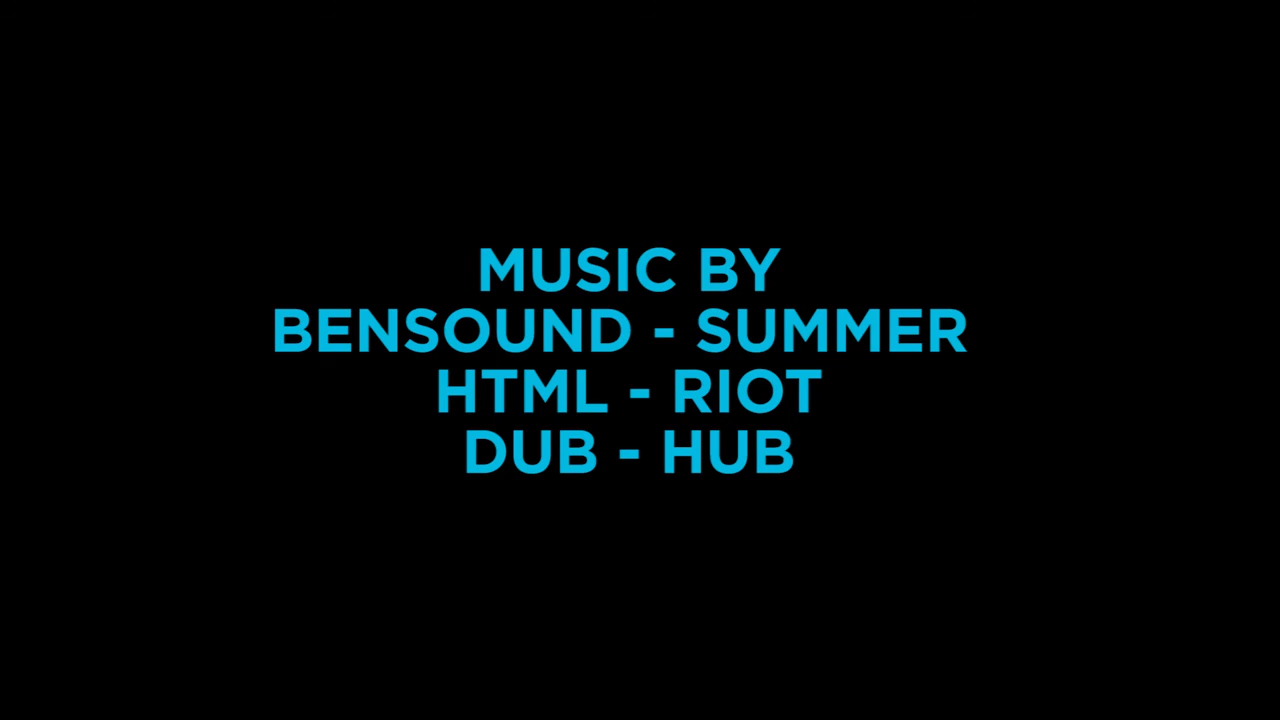 MUSIC BY
BENSOUND - SUMMER
HTML - RIOT
DUB - HUB